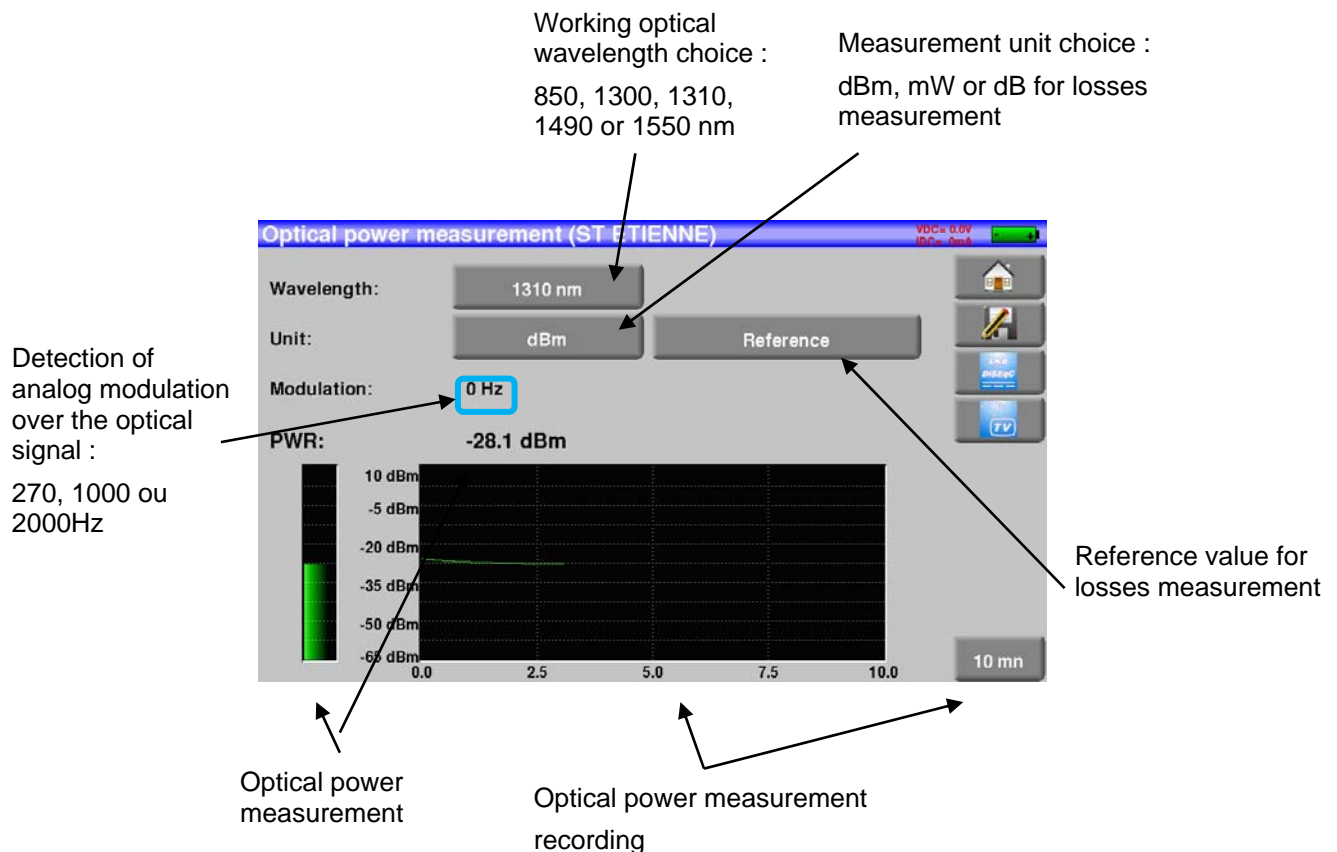 Working optical
wavelength choice :
850, 1300, 1310,
1490 or 1550 nm
Measurement unit choice :
dBm, mW or dB for losses
measurement
Optical power measurement (ST ETIENNE)
VDC= 0.0V
IDC= 0mA
Wavelength:
1310 nm
Unit:
dBm
Reference
LNB
DiSEqC
Modulation:
0 Hz
TV
PWR:
-28.1 dBm
Detection of
analog modulation
over the optical
signal :
270, 1000 ou
2000Hz
10 dBm
-5 dBm
-20 dBm
-35 dBm
-50 dBm
-65 dBm
0.0
2.5
5.0
7.5
10.0
10 mn
Reference value for
losses measurement
Optical power
measurement
Optical power measurement
recording